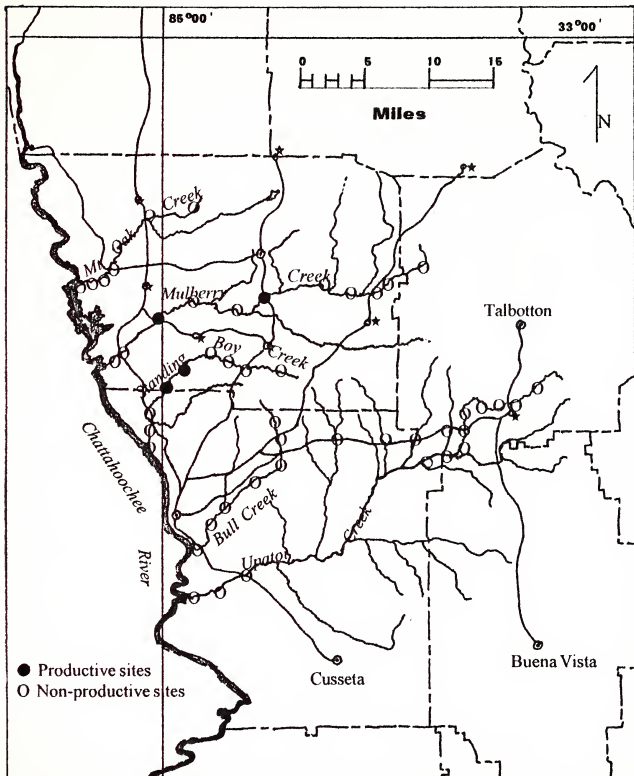 85°00'
33°00'
0 5 10 15
Miles
N
Mt. Oak Creek
Mulberry Creek
Talbotton
Standing Boy Creek
Chattahoochee River
Bull Creek
Upatoi Creek
Cusseta
Buena Vista
Productive sites
Non-productive sites